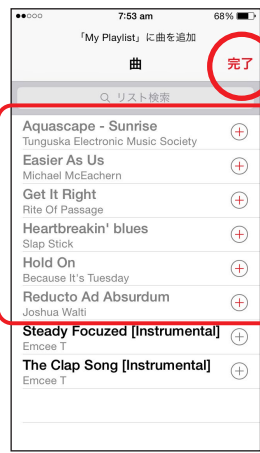 7:53 am
68%
「My Playlist」に曲を追加
曲
完了
リスト検索
Aquascape - Sunrise
Tunguska Electronic Music Society
Easier As Us
Michael McEachern
Get It Right
Rite Of Passage
Heartbreakin' blues
Slap Stick
Hold On
Because It's Tuesday
Reducto Ad Absurdum
Joshua Walti
Steady Focuzed [Instrumental]
Emcee T
The Clap Song [Instrumental]
Emcee T